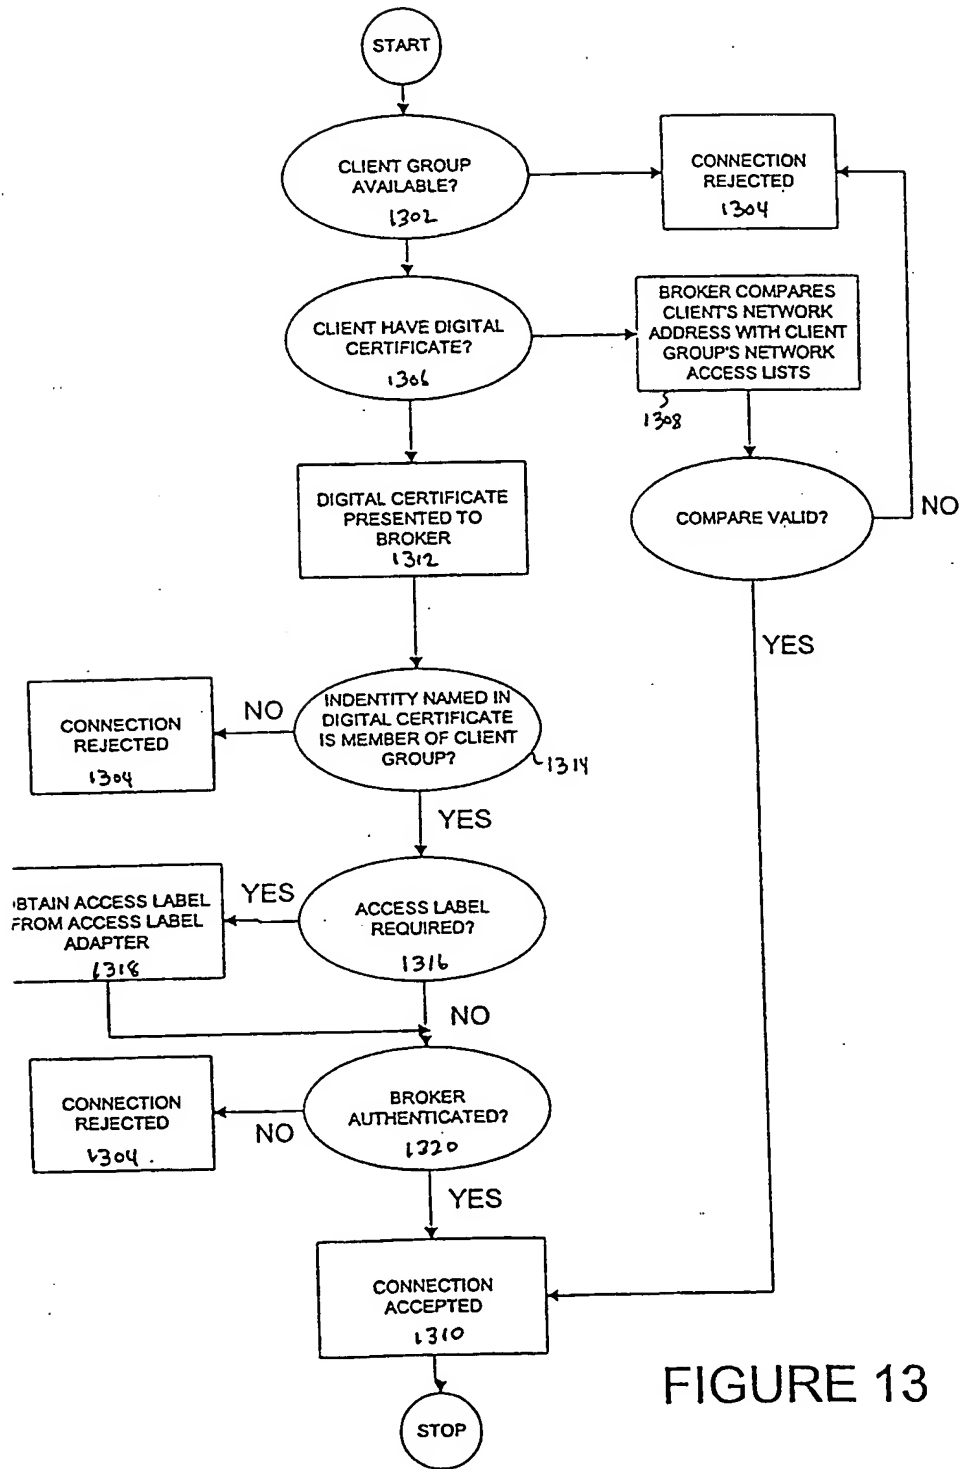 START
CLIENT GROUP
AVAILABLE?
1302
CONNECTION
REJECTED
1304
CLIENT HAVE DIGITAL
CERTIFICATE?
1306
BROKER COMPARES
CLIENT'S NETWORK
ADDRESS WITH CLIENT
GROUP'S NETWORK
ACCESS LISTS
1308
DIGITAL CERTIFICATE
PRESENTED TO
BROKER
1312
COMPARE VALID?
NO
YES
INDENTITY NAMED IN
DIGITAL CERTIFICATE
IS MEMBER OF CLIENT
GROUP?
1314
NO
CONNECTION
REJECTED
1304
YES
ACCESS LABEL
REQUIRED?
1316
YES
BTAIN ACCESS LABEL
FROM ACCESS LABEL
ADAPTER
1318
NO
BROKER
AUTHENTICATED?
1320
NO
CONNECTION
REJECTED
1304
YES
CONNECTION
ACCEPTED
1310
STOP
FIGURE 13